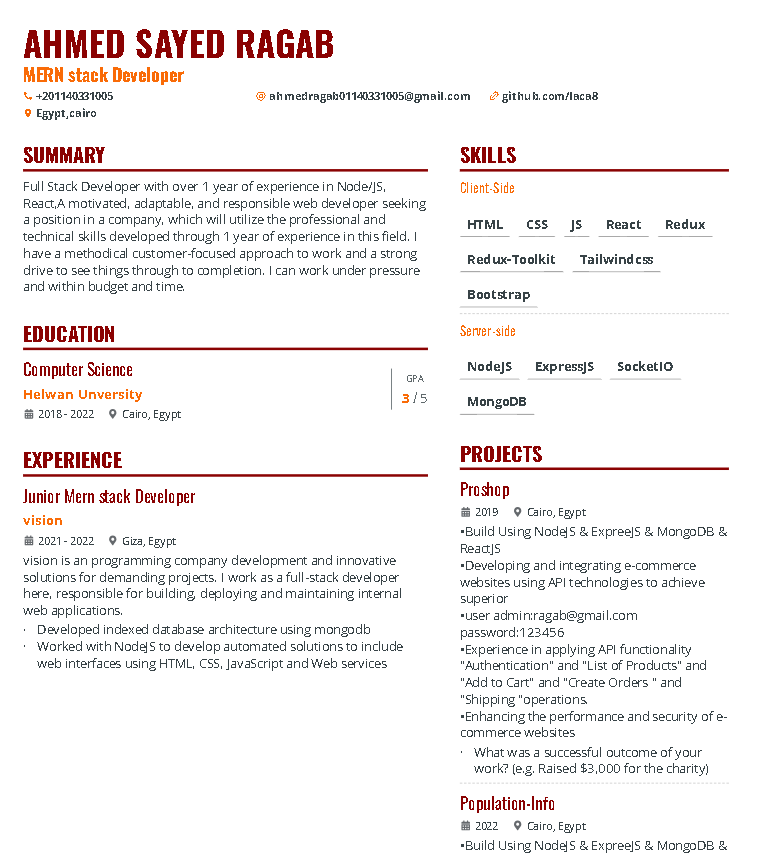 AHMED SAYED RAGAB
MERN stack Developer
+201140331005 ahmedragab01140331005@gmail.com github.com/laca8
Egypt,cairo
SUMMARY
Full Stack Developer with over 1 year of experience in Node/JS,
React,A motivated, adaptable, and responsible web developer seeking
a position in a company, which will utilize the professional and
technical skills developed through 1 year of experience in this field. I
have a methodical customer-focused approach to work and a strong
drive to see things through to completion. I can work under pressure
and within budget and time.
EDUCATION
Computer Science
Helwan Unversity
2018 - 2022 Cairo, Egypt
GPA
3 / 5
EXPERIENCE
Junior Mern stack Developer
vision
2021 - 2022 Giza, Egypt
vision is an programming company development and innovative
solutions for demanding projects. I work as a full-stack developer
here, responsible for building, deploying and maintaining internal
web applications.
· Developed indexed database architecture using mongodb
· Worked with NodeJS to develop automated solutions to include
web interfaces using HTML, CSS, JavaScript and Web services
SKILLS
Client-Side
HTML CSS JS React Redux
Redux-Toolkit Tailwindcss
Bootstrap
Server-side
NodeJS ExpressJS SocketIO
MongoDB
PROJECTS
Proshop
2019 Cairo, Egypt
•Build Using NodeJS & ExpreeJS & MongoDB &
ReactJS
•Developing and integrating e-commerce
websites using API technologies to achieve
superior
•user admin:ragab@gmail.com
password:123456
•Experience in applying API functionality
"Authentication" and "List of Products" and
"Add to Cart" and "Create Orders " and
"Shipping "operations.
•Enhancing the performance and security of e-
commerce websites
· What was a successful outcome of your
work? (e.g. Raised $3,000 for the charity)
Population-Info
2022 Cairo, Egypt
•Build Using NodeJS & ExpreeJS & MongoDB &